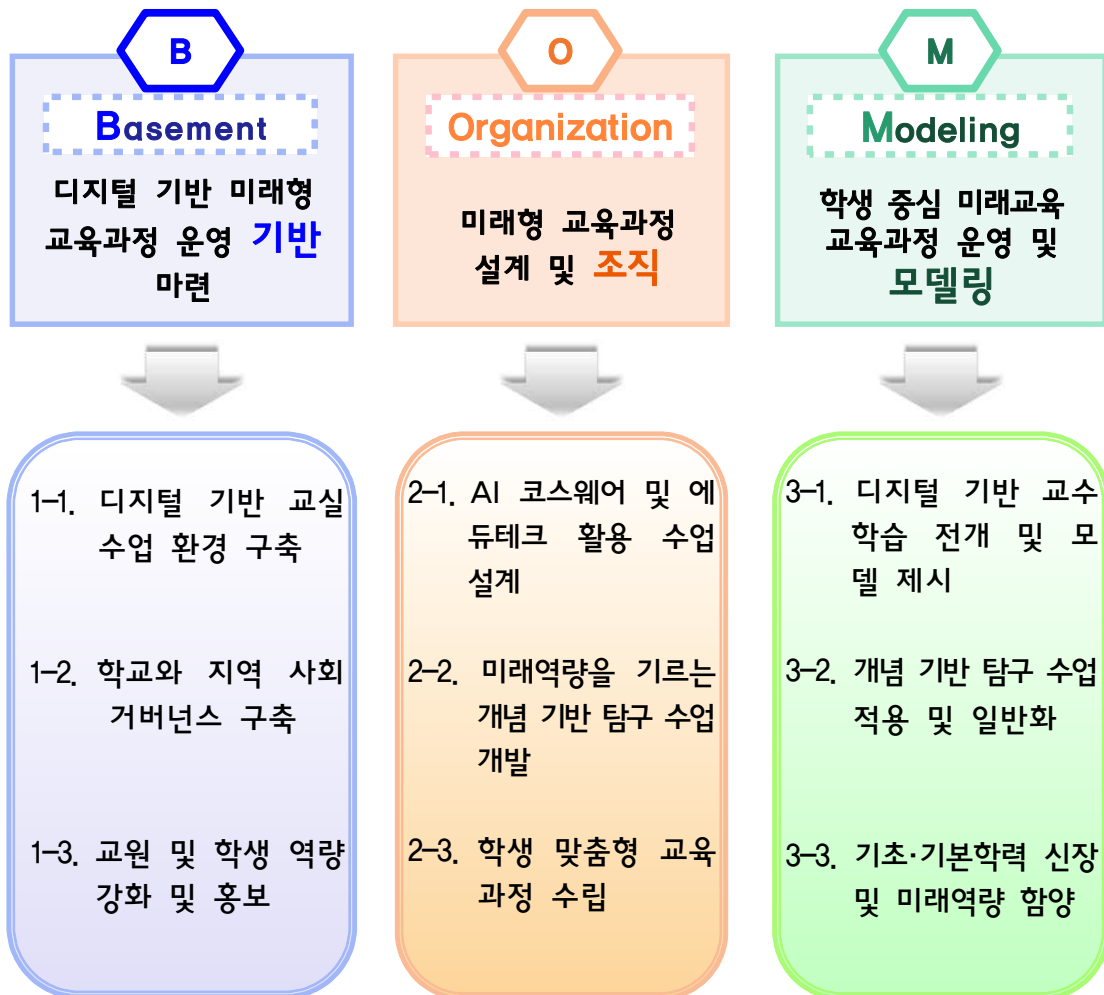 B
Basement
디지털 기반 미래형
교육과정 운영 기반
마련
1-1. 디지털 기반 교실
수업 환경 구축
1-2. 학교와 지역 사회
거버넌스 구축
1-3. 교원 및 학생 역량
강화 및 홍보
O
Organization
미래형 교육과정
설계 및 조직
2-1. AI 코스웨어 및 에
듀테크 활용 수업
설계
2-2. 미래역량을 기르는
개념 기반 탐구 수업
개발
2-3. 학생 맞춤형 교육
과정 수립
M
Modeling
학생 중심 미래교육
교육과정 운영 및
모델링
3-1. 디지털 기반 교수
학습 전개 및 모
델 제시
3-2. 개념 기반 탐구 수업
적용 및 일반화
3-3. 기초·기본학력 신장
및 미래역량 함양